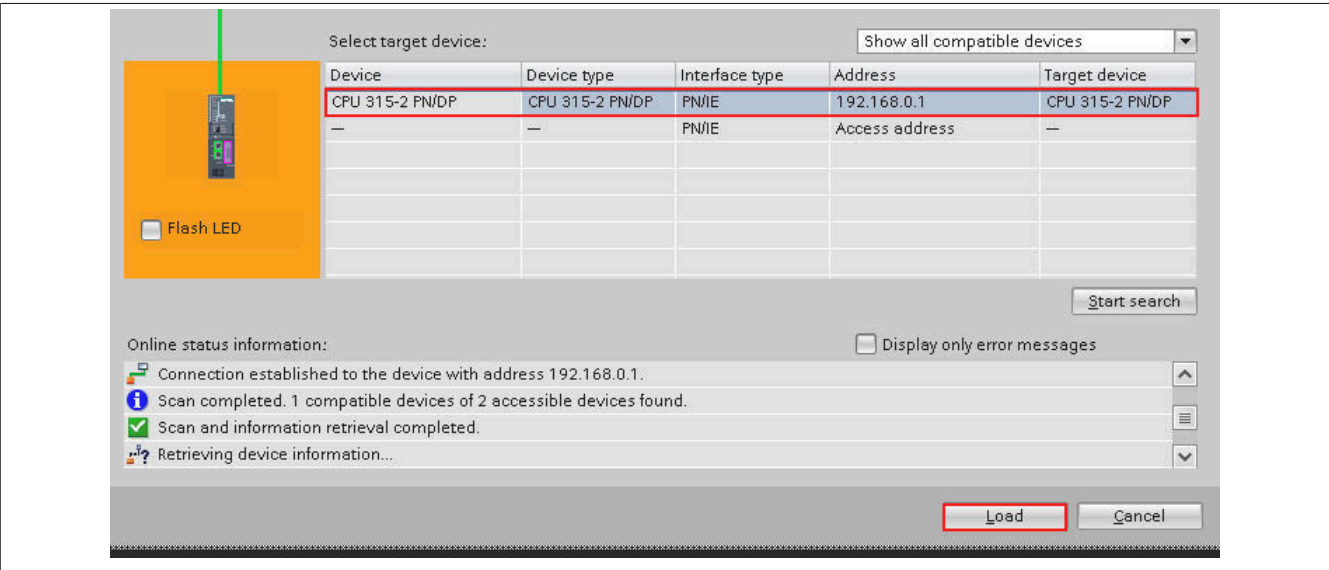 Select target device: Show all compatible devices
Device Device type Interface type Address Target device
CPU 315-2 PN/DP CPU 315-2 PN/DP PN/IE 192.168.0.1 CPU 315-2 PN/DP
— — PN/IE Access address —
Flash LED
Start search
Online status information: Display only error messages
Connection established to the device with address 192.168.0.1.
Scan completed. 1 compatible devices of 2 accessible devices found.
Scan and information retrieval completed.
Retrieving device information...
Load Cancel